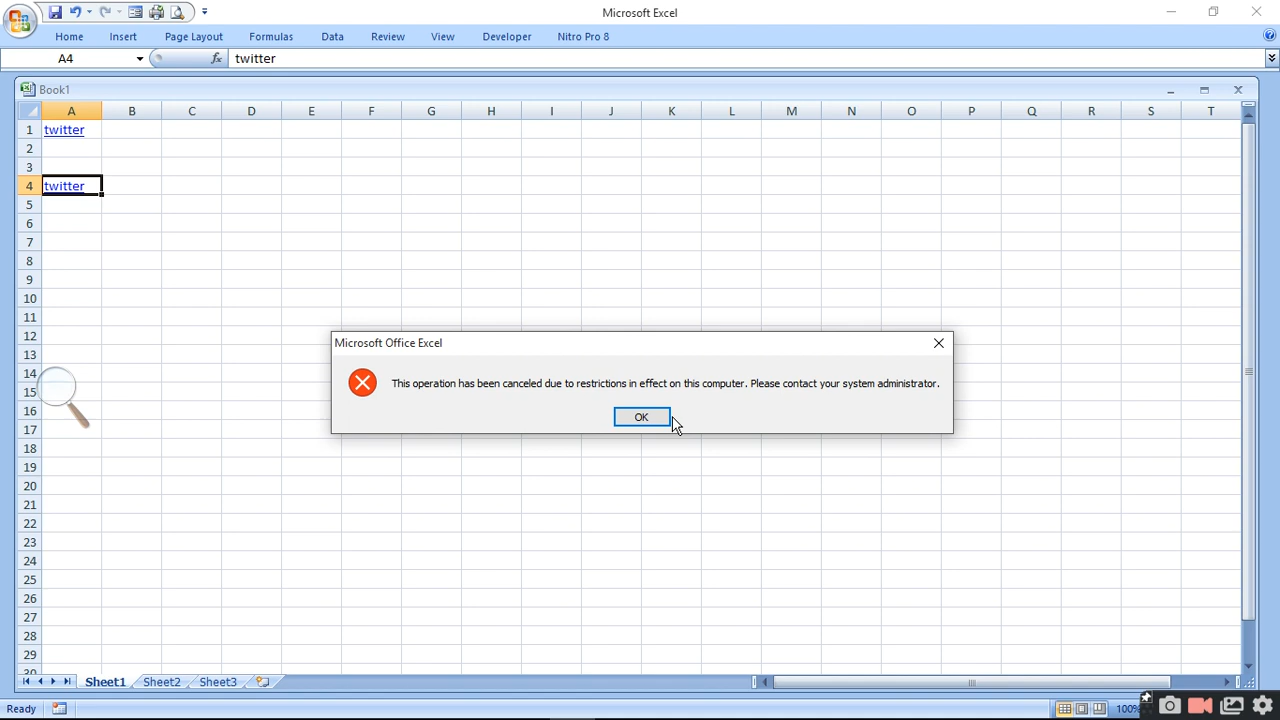 Microsoft Excel
Home Insert Page Layout Formulas Data Review View Developer Nitro Pro 8
A4 fx twitter
Book1
A B C D E F G H I J K L M N O P Q R S T
1 twitter
2
3
4 twitter
5
6
7
8
9
10
11
12
Microsoft Office Excel
13
14
This operation has been canceled due to restrictions in effect on this computer. Please contact your system administrator.
15
16
OK
17
18
19
20
21
22
23
24
25
26
27
28
29
30
Sheet1 Sheet2 Sheet3
Ready 100%